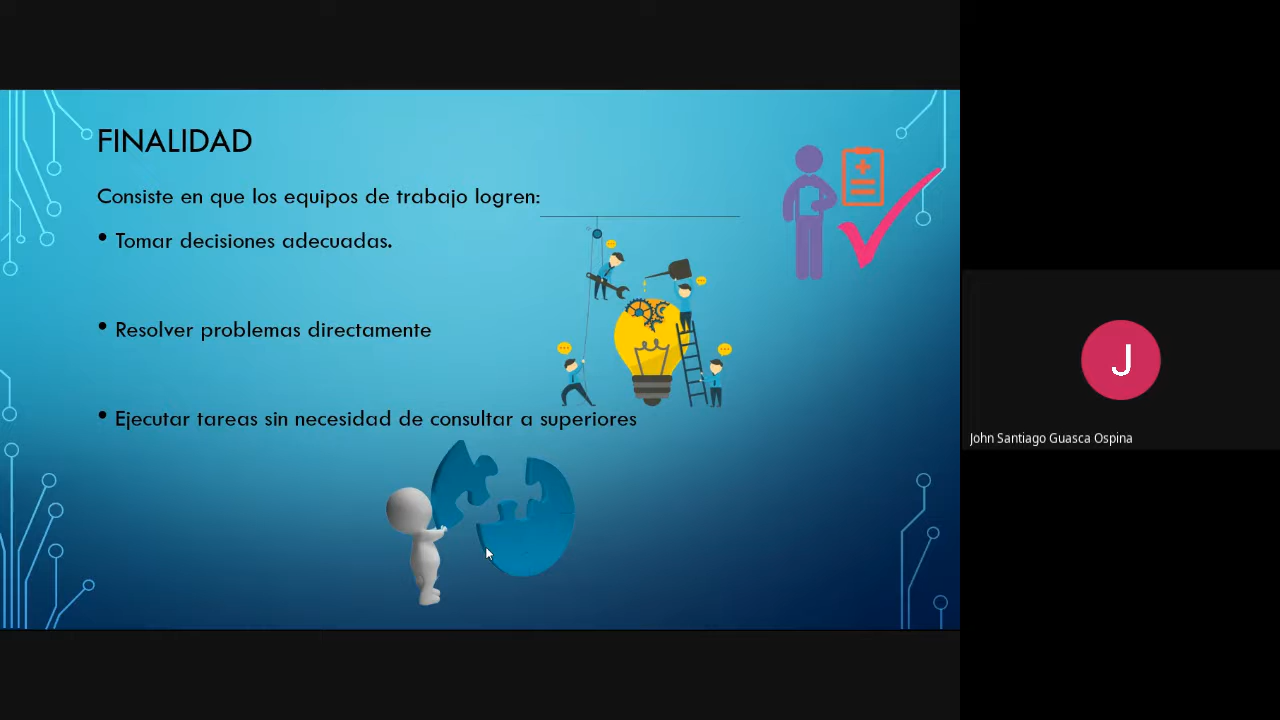 FINALIDAD
Consiste en que los equipos de trabajo logren:
• Tomar decisiones adecuadas.
• Resolver problemas directamente
• Ejecutar tareas sin necesidad de consultar a superiores
J
John Santiago Guasca Ospina